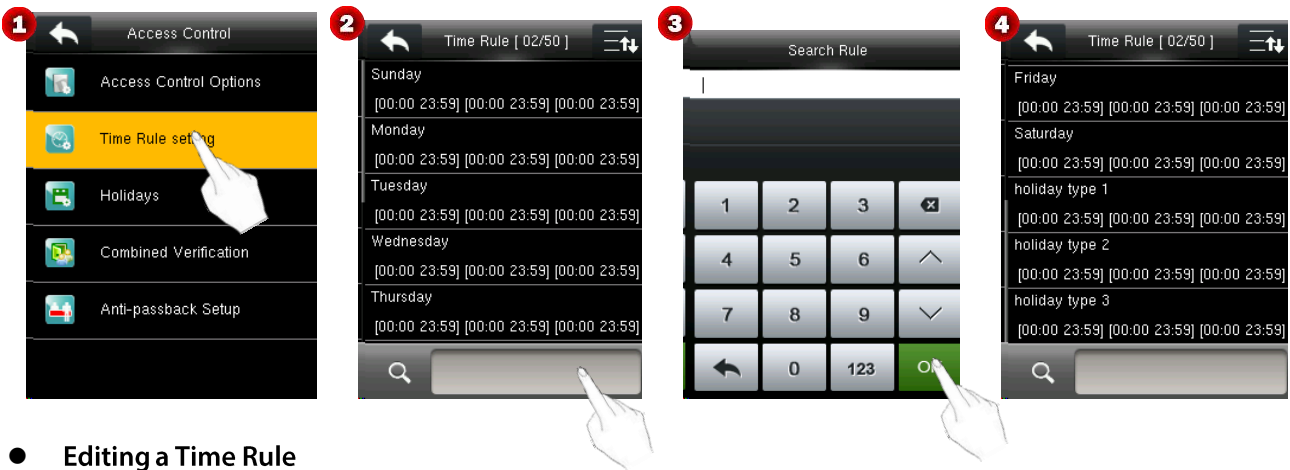 1
Access Control
Access Control Options
Time Rule setting
Holidays
Combined Verification
Anti-passback Setup
2
Time Rule [ 02/50 ]
Sunday
[00:00 23:59] [00:00 23:59] [00:00 23:59]
Monday
[00:00 23:59] [00:00 23:59] [00:00 23:59]
Tuesday
[00:00 23:59] [00:00 23:59] [00:00 23:59]
Wednesday
[00:00 23:59] [00:00 23:59] [00:00 23:59]
Thursday
[00:00 23:59] [00:00 23:59] [00:00 23:59]
3
Search Rule
1 2 3
4 5 6
7 8 9
0 123 OK
4
Time Rule [ 02/50 ]
Friday
[00:00 23:59] [00:00 23:59] [00:00 23:59]
Saturday
[00:00 23:59] [00:00 23:59] [00:00 23:59]
holiday type 1
[00:00 23:59] [00:00 23:59] [00:00 23:59]
holiday type 2
[00:00 23:59] [00:00 23:59] [00:00 23:59]
holiday type 3
[00:00 23:59] [00:00 23:59] [00:00 23:59]
● Editing a Time Rule